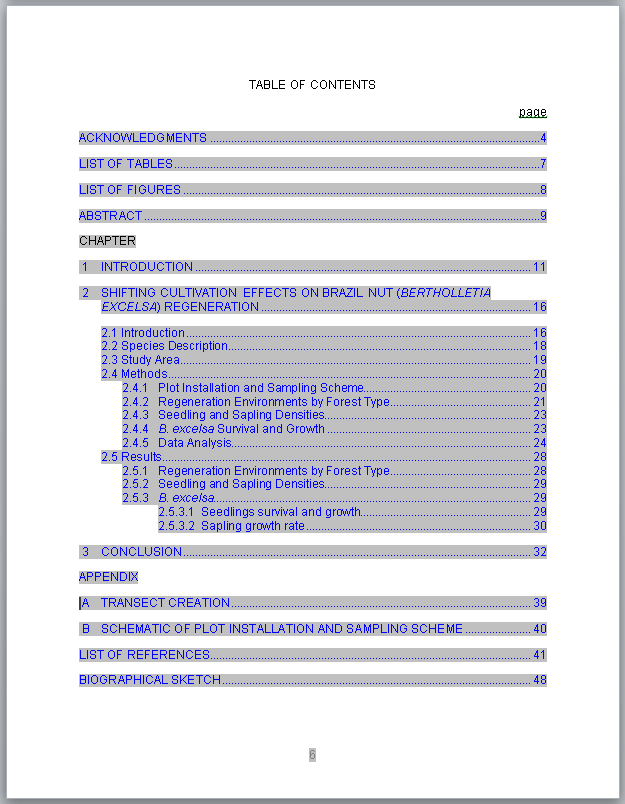 TABLE OF CONTENTS
page
ACKNOWLEDGMENTS ........ 4
LIST OF TABLES ........ 7
LIST OF FIGURES ........ 8
ABSTRACT ........ 9
CHAPTER
1 INTRODUCTION ........ 11
2 SHIFTING CULTIVATION EFFECTS ON BRAZIL NUT (BERTHOLLETIA
EXCELSA) REGENERATION ........ 16
2.1 Introduction ........ 16
2.2 Species Description ........ 18
2.3 Study Area ........ 19
2.4 Methods ........ 20
2.4.1 Plot Installation and Sampling Scheme ........ 20
2.4.2 Regeneration Environments by Forest Type ........ 21
2.4.3 Seedling and Sapling Densities ........ 23
2.4.4 B. excelsa Survival and Growth ........ 23
2.4.5 Data Analysis ........ 24
2.5 Results ........ 28
2.5.1 Regeneration Environments by Forest Type ........ 28
2.5.2 Seedling and Sapling Densities ........ 29
2.5.3 B. excelsa ........ 29
2.5.3.1 Seedlings survival and growth ........ 29
2.5.3.2 Sapling growth rate ........ 30
3 CONCLUSION ........ 32
APPENDIX
A TRANSECT CREATION ........ 39
B SCHEMATIC OF PLOT INSTALLATION AND SAMPLING SCHEME ........ 40
LIST OF REFERENCES ........ 41
BIOGRAPHICAL SKETCH ........ 48
6